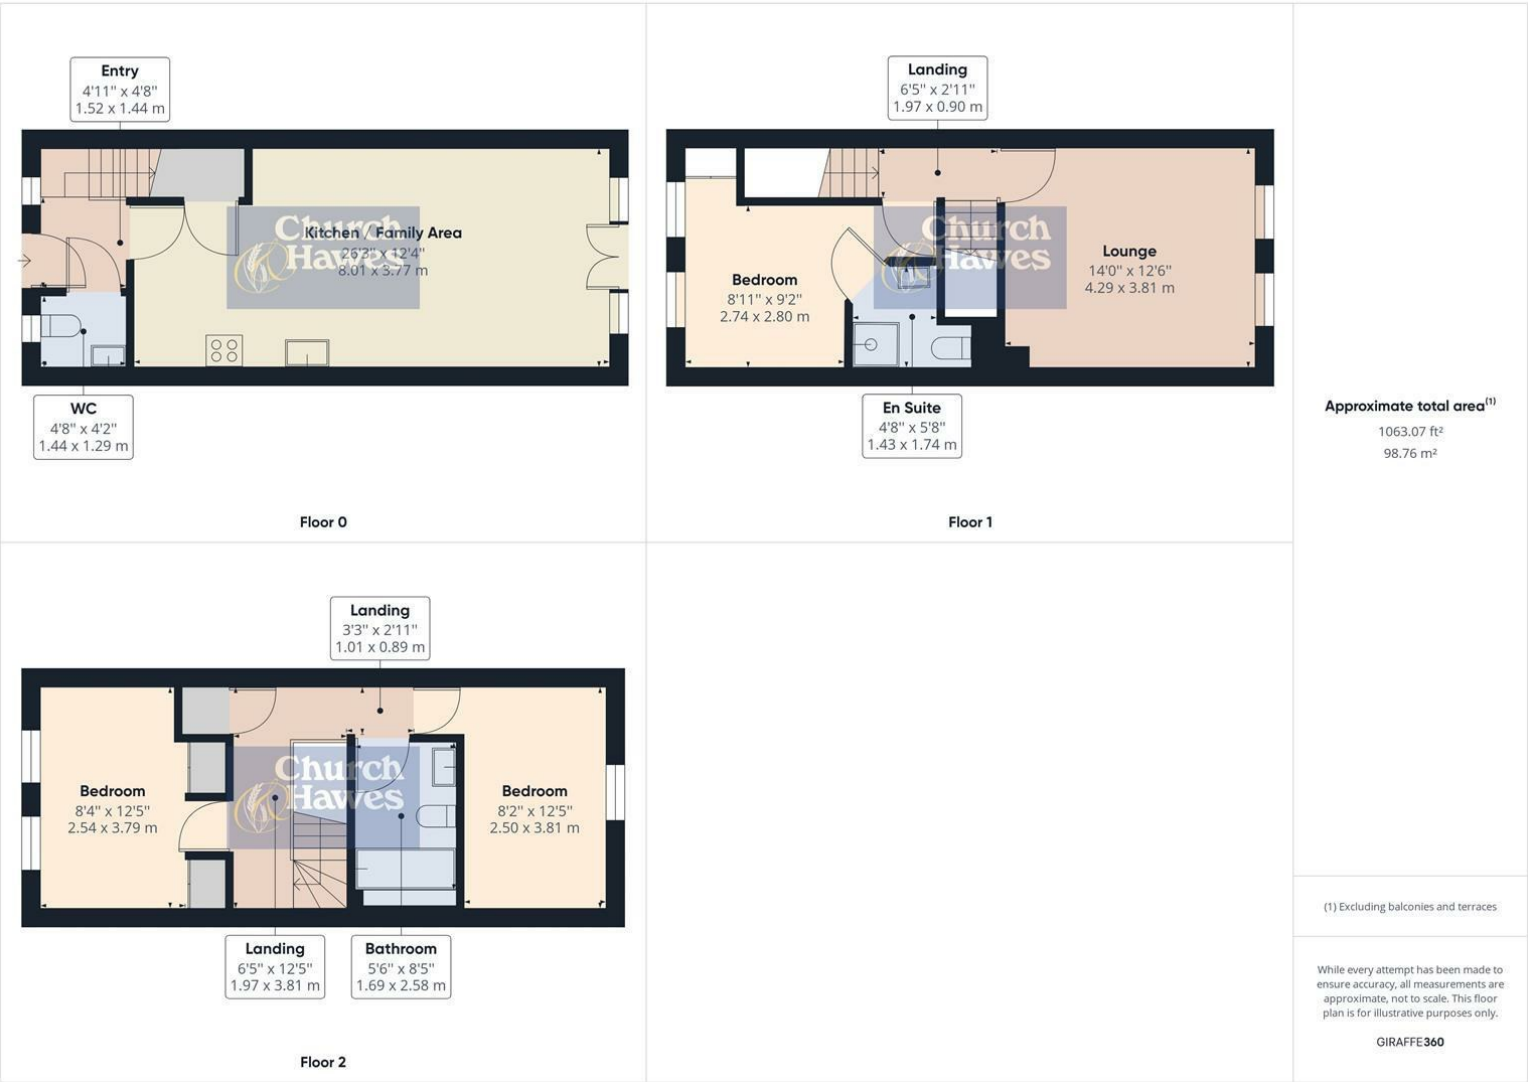 Entry
4'11" x 4'8"
1.52 x 1.44 m
Kitchen / Family Area
26'3" x 12'4"
8.01 x 3.77 m
Church
Hawes
WC
4'8" x 4'2"
1.44 x 1.29 m
Floor 0
Landing
6'5" x 2'11"
1.97 x 0.90 m
Bedroom
8'11" x 9'2"
2.74 x 2.80 m
Church
Hawes
Lounge
14'0" x 12'6"
4.29 x 3.81 m
En Suite
4'8" x 5'8"
1.43 x 1.74 m
Floor 1
Landing
3'3" x 2'11"
1.01 x 0.89 m
Bedroom
8'4" x 12'5"
2.54 x 3.79 m
Church
Hawes
Bedroom
8'2" x 12'5"
2.50 x 3.81 m
Landing
6'5" x 12'5"
1.97 x 3.81 m
Bathroom
5'6" x 8'5"
1.69 x 2.58 m
Floor 2
Approximate total area(1)
1063.07 ft²
98.76 m²
(1) Excluding balconies and terraces
While every attempt has been made to
ensure accuracy, all measurements are
approximate, not to scale. This floor
plan is for illustrative purposes only.
GIRAFFE360